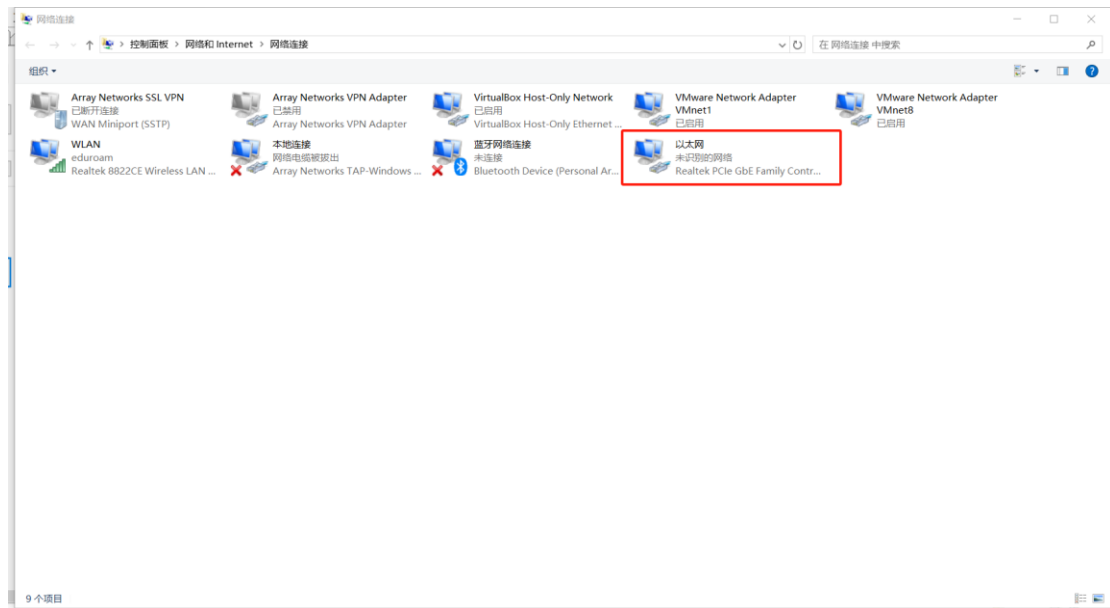 网络连接
控制面板 › 网络和 Internet › 网络连接
在 网络连接 中搜索
组织
Array Networks SSL VPN
已断开连接
WAN Miniport (SSTP)
Array Networks VPN Adapter
已禁用
Array Networks VPN Adapter
VirtualBox Host-Only Network
已启用
VirtualBox Host-Only Ethernet ...
VMware Network Adapter
VMnet1
已启用
VMware Network Adapter
VMnet8
已启用
WLAN
eduroam
Realtek 8822CE Wireless LAN ...
本地连接
网络电缆被拔出
Array Networks TAP-Windows ...
蓝牙网络连接
未连接
Bluetooth Device (Personal Ar...
以太网
未识别的网络
Realtek PCIe GbE Family Contr...
9 个项目